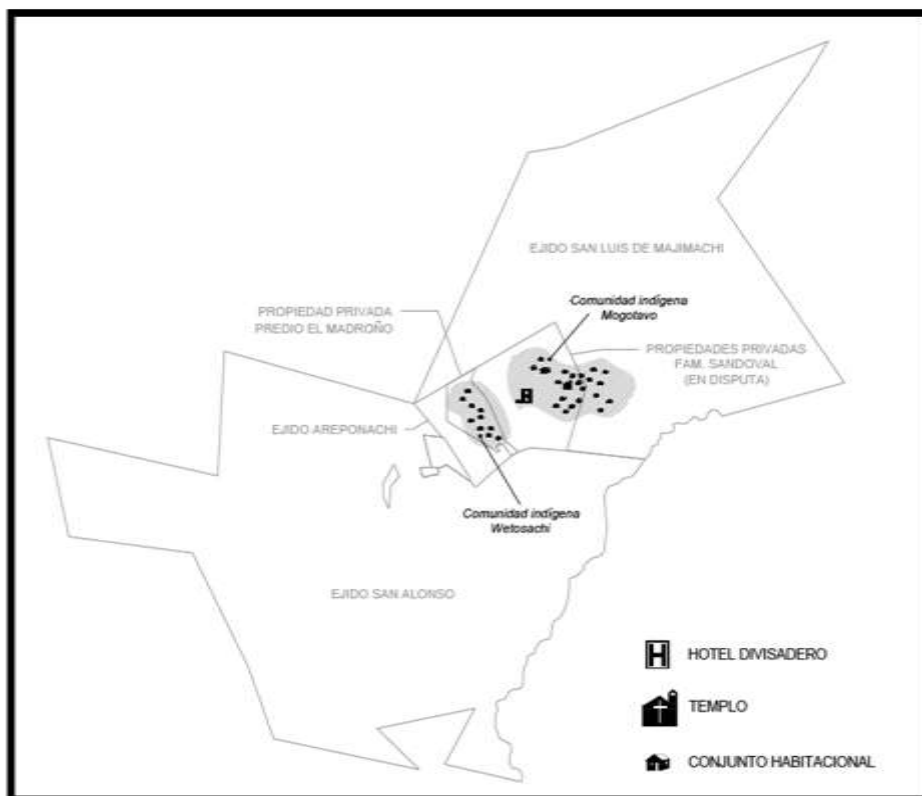 EJIDO SAN LUIS DE MAJIMACHI
Comunidad indígena
Mogotavo
PROPIEDAD PRIVADA
PREDIO EL MADROÑO
PROPIEDADES PRIVADAS
FAM. SANDOVAL
(EN DISPUTA)
EJIDO AREPONACHI
Comunidad indígena
Wetosachi
EJIDO SAN ALONSO
H HOTEL DIVISADERO
TEMPLO
CONJUNTO HABITACIONAL